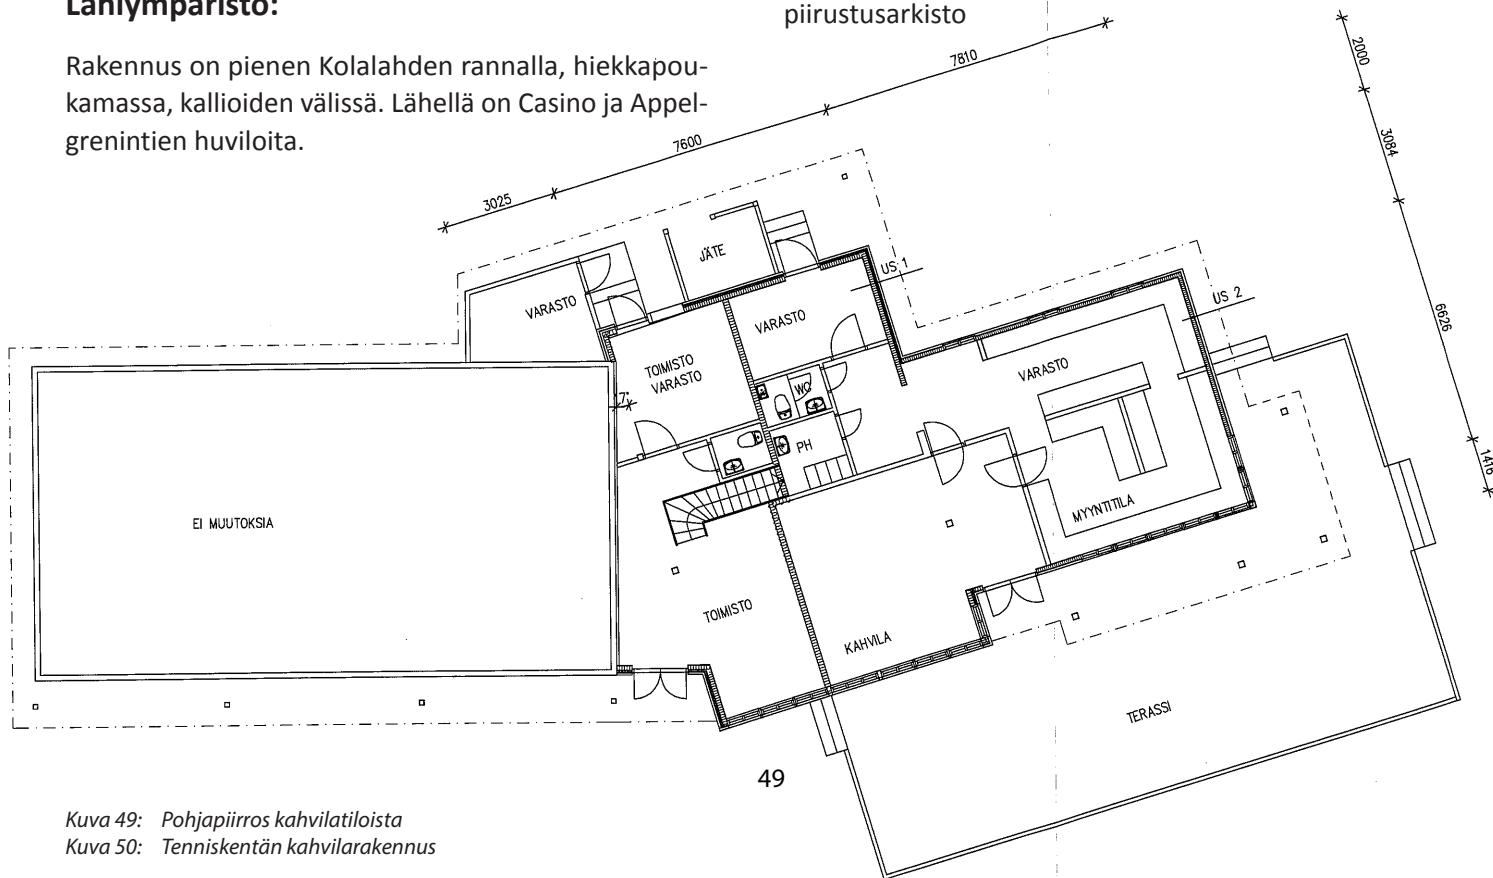 Lähiympäristö:
Rakennus on pienen Kolalahden rannalla, hiekkapou-
kamassa, kallioiden välissä. Lähellä on Casino ja Appel-
grenintien huviloita.
piirustusarkisto
7810
7600
3025
2000
3084
6626
1416
JÄTE
US 1
US 2
VARASTO
VARASTO
TOIMISTO
VARASTO
VARASTO
WC
PH
EI MUUTOKSIA
MYYNTITILA
TOIMISTO
KAHVILA
TERASSI
49
Kuva 49: Pohjapiirros kahvilatiloista
Kuva 50: Tenniskentän kahvilarakennus